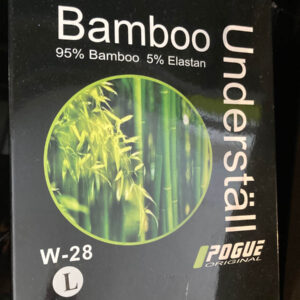 Bamboo
95% Bamboo 5% Elastan
Underställ
W-28
L
POGUE
ORIGINAL